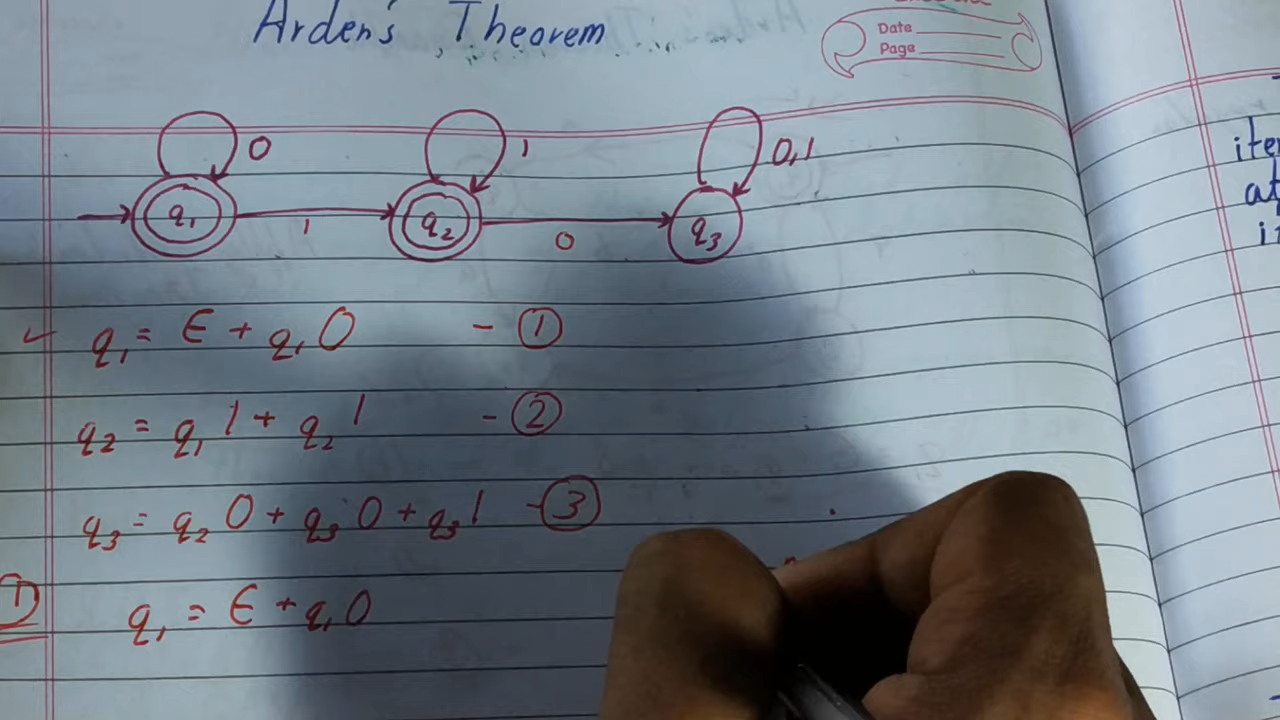 Arden's Theorem
Date
Page
0
1
0,1
q1
1
q2
0
q3
q1 = ϵ + q1 0 - ①
q2 = q1 1 + q2 1 - ②
q3 = q2 0 + q3 0 + q3 1 - ③
① q1 = ϵ + q1 0